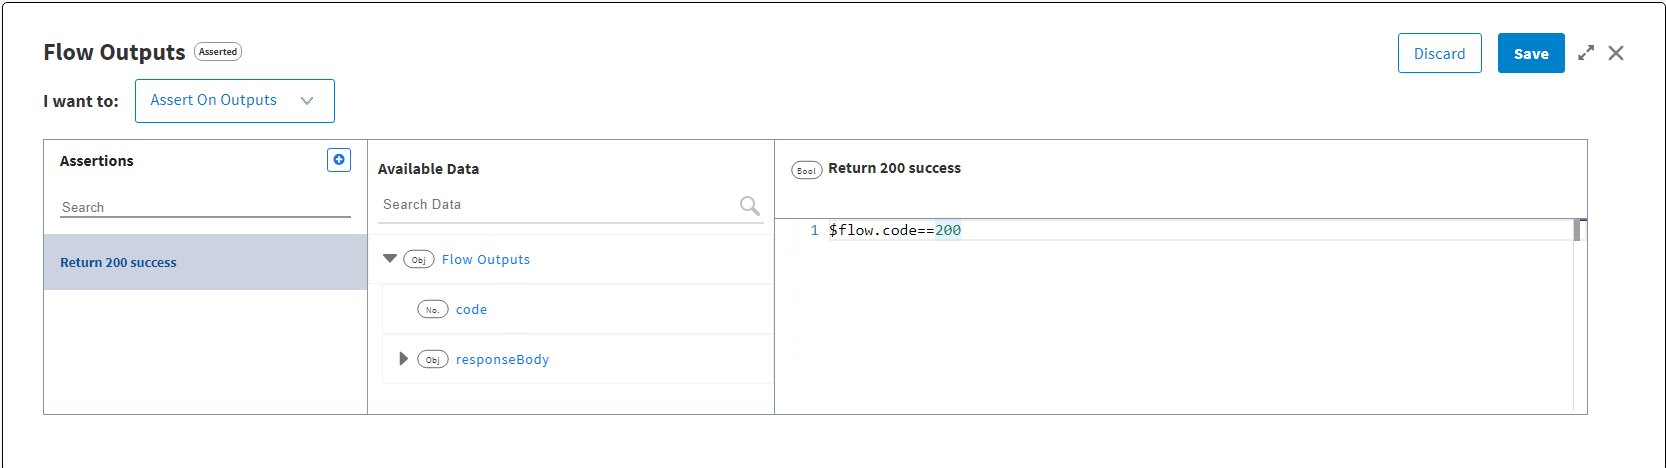 Flow Outputs Asserted
Discard
Save
I want to:
Assert On Outputs
Assertions
Search
Return 200 success
Available Data
Search Data
Obj Flow Outputs
No. code
Obj responseBody
Bool Return 200 success
1 $flow.code==200